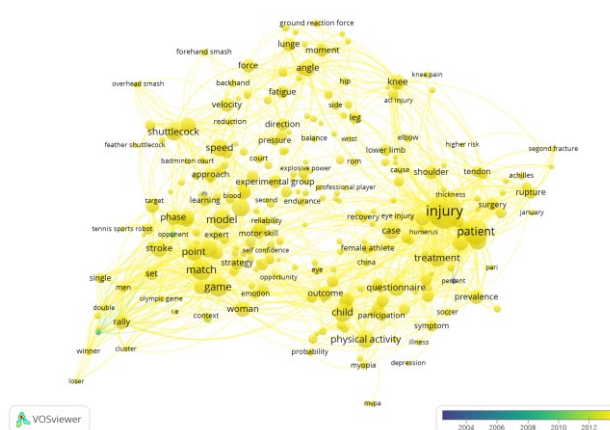 ground reaction force
lunge
moment
forehand smash
force
angle
knee
knee pain
overhead smash
backhand
hip
acl injury
fatigue
velocity
side
leg
reduction
shuttlecock
direction
feather shuttlecock
speed
pressure
balance
wrist
elbow
higher risk
segond fracture
lower limb
badminton court
court
explosive power
rom
cause
shoulder
tendon
achilles
approach
experimental group
professional player
thickness
rupture
target
learning
blood
second
endurance
surgery
january
phase
model
reliability
recovery
eye injury
injury
tennis sports robot
opponent
expert
motor skill
case
humerus
patient
stroke
point
self confidence
female athlete
strategy
china
treatment
single
set
match
opportunity
eye
pari
men
game
emotion
percent
olympic game
outcome
questionnaire
prevalence
double
i.e
woman
child
participation
soccer
rally
context
symptom
physical activity
illness
winner
cluster
probability
myopia
depression
loser
mvpa
VOSviewer
2004 2006 2008 2010 2012